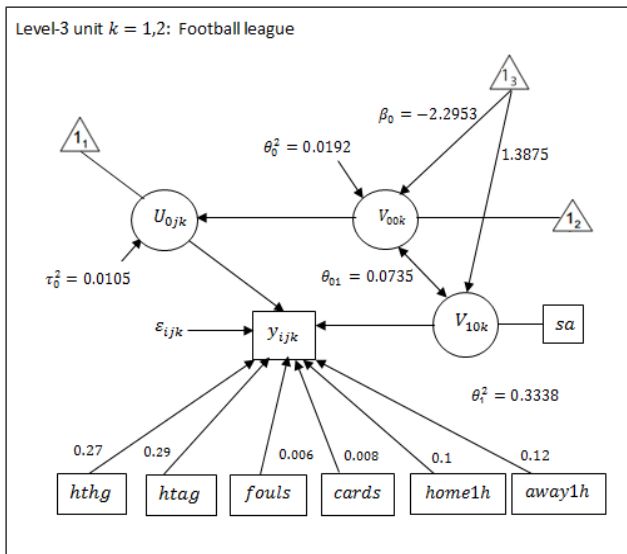 Level-3 unit k = 1,2: Football league
1₃
β₀ = −2.2953
1₁
θ₀² = 0.0192
1.3875
U₀ⱼₖ
V₀₀ₖ
1₂
τ₀² = 0.0105
θ₀₁ = 0.0735
εᵢⱼₖ
yᵢⱼₖ
V₁₀ₖ
sa
θ₁² = 0.3338
0.27
0.29
0.006
0.008
0.1
0.12
hthg
htag
fouls
cards
home1h
away1h